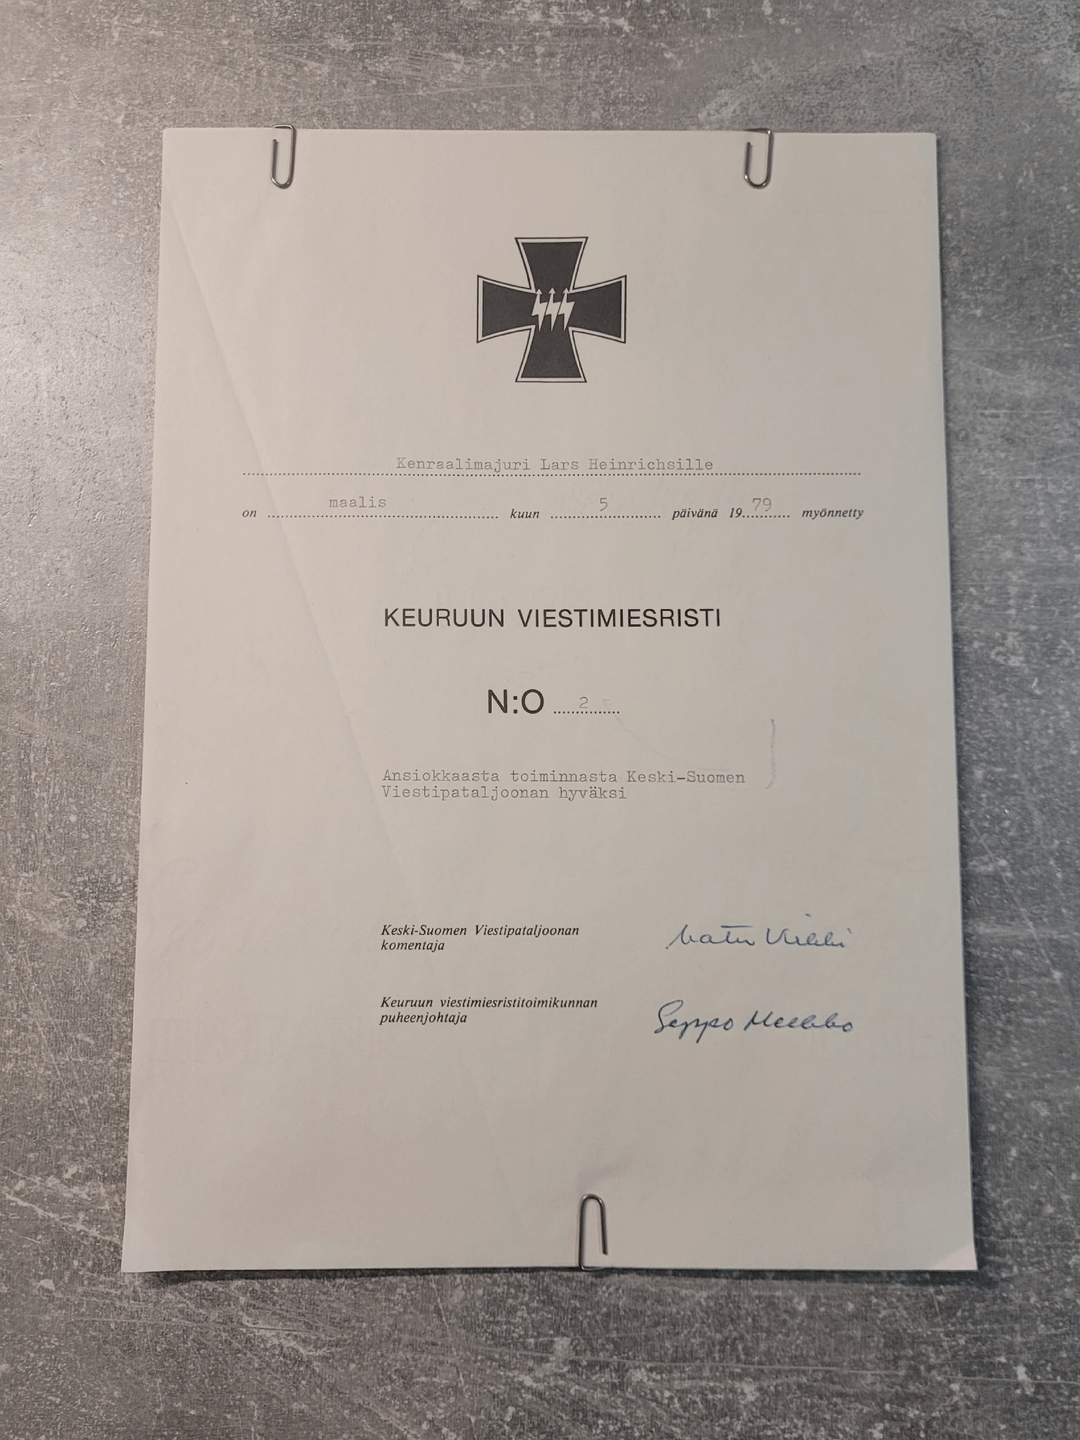 Kenraalimajuri Lars Heinrichsille
on maalis kuun 5 päivänä 1979 myönnetty
KEURUUN VIESTIMIESRISTI
N:O 2
Ansiokkaasta toiminnasta Keski-Suomen
Viestipataljoonan hyväksi
Keski-Suomen Viestipataljoonan
komentaja
Keuruun viestimiesristitoimikunnan
puheenjohtaja
Seppo